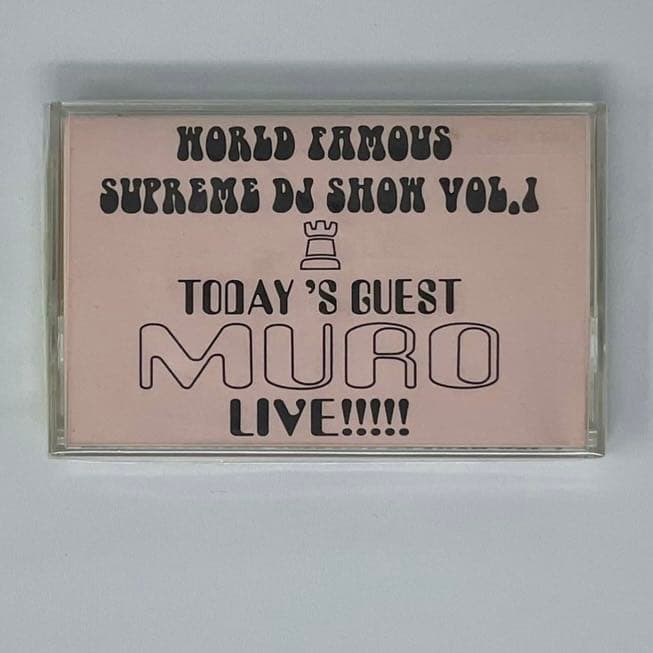 WORLD FAMOUS
SUPREME DJ SHOW VOL.1
TODAY'S GUEST
MURO
LIVE!!!!!